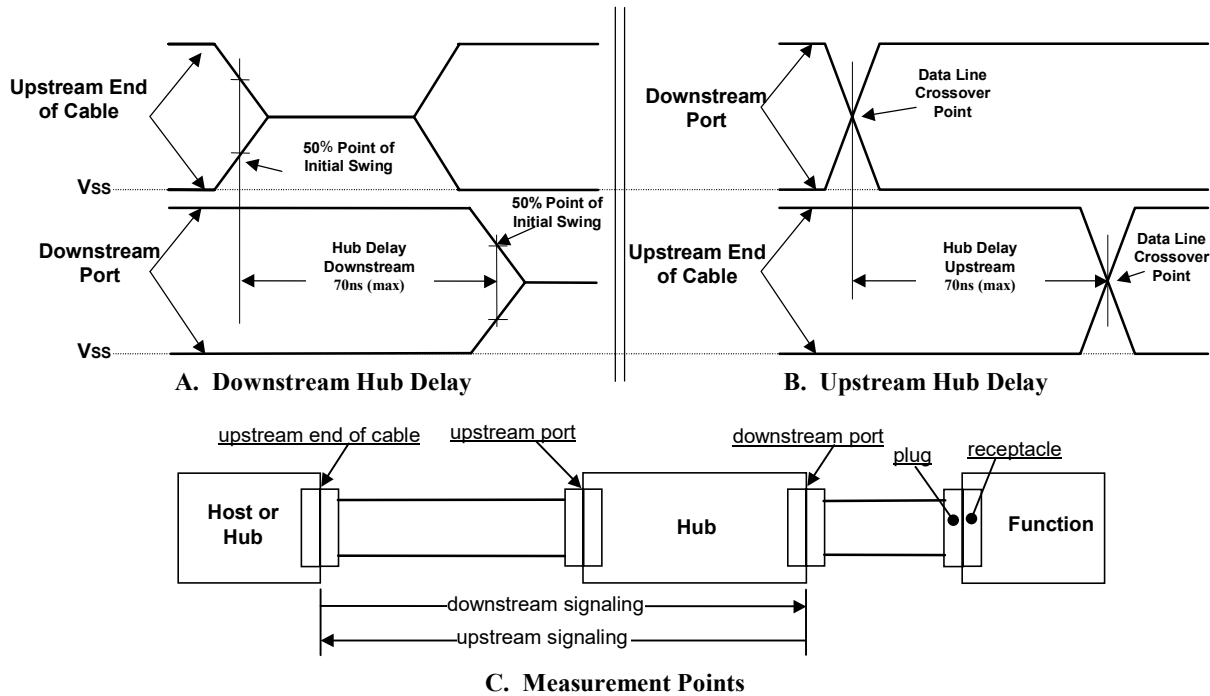 Upstream End
of Cable
50% Point of
Initial Swing
VSS
50% Point of
Initial Swing
Downstream
Port
Hub Delay
Downstream
70ns (max)
VSS
A. Downstream Hub Delay
Downstream
Port
Data Line
Crossover
Point
Upstream End
of Cable
Hub Delay
Upstream
70ns (max)
Data Line
Crossover
Point
B. Upstream Hub Delay
upstream end of cable
upstream port
downstream port
plug
receptacle
Host or
Hub
Hub
Function
downstream signaling
upstream signaling
C. Measurement Points